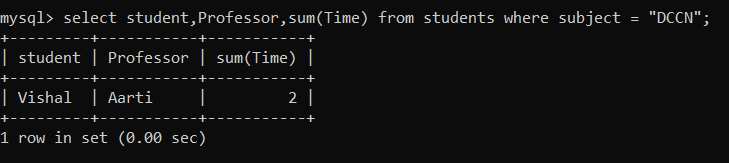 mysql> select student,Professor,sum(Time) from students where subject = "DCCN";
+---------+-----------+-----------+
| student | Professor | sum(Time) |
+---------+-----------+-----------+
| Vishal  | Aarti     |         2 |
+---------+-----------+-----------+
1 row in set (0.00 sec)